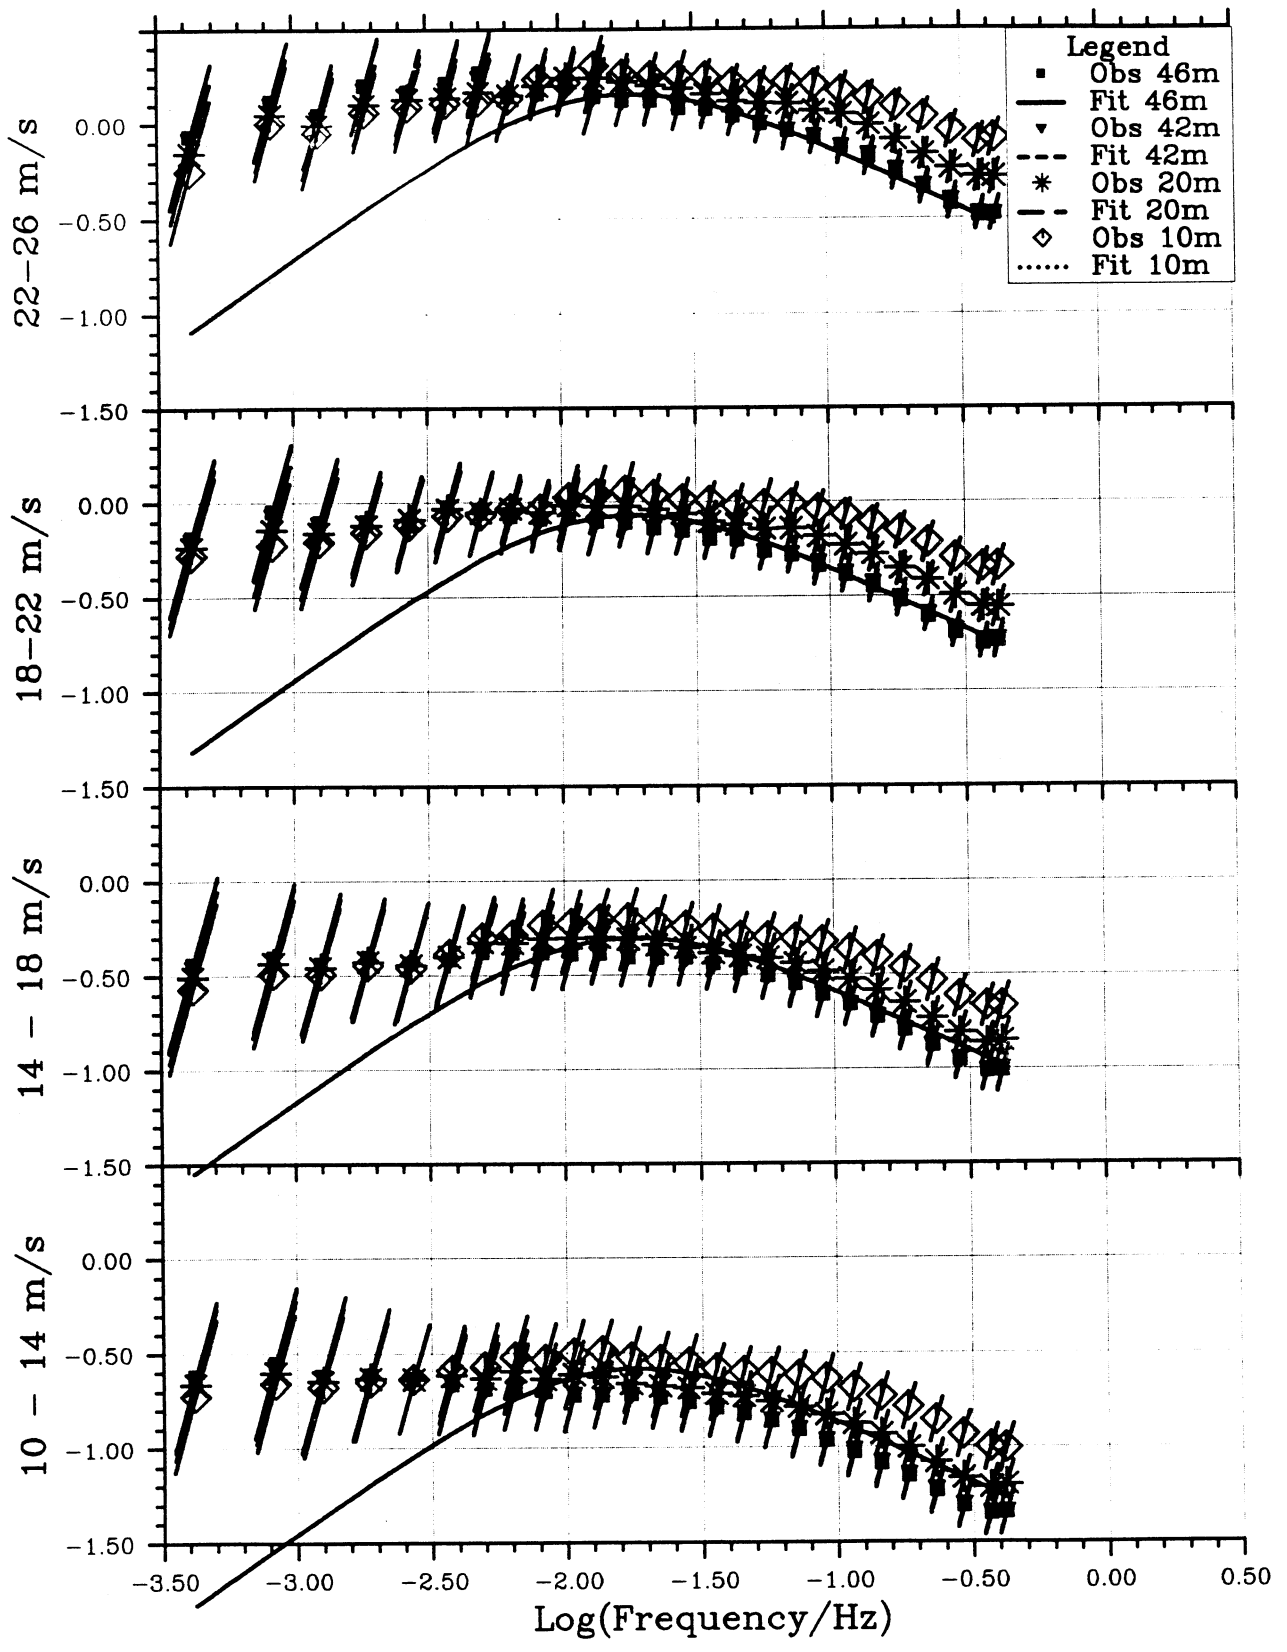 Legend
Obs 46m
Fit 46m
Obs 42m
Fit 42m
Obs 20m
Fit 20m
Obs 10m
Fit 10m
22−26 m/s
0.00
−0.50
−1.00
−1.50
18−22 m/s
0.00
−0.50
−1.00
−1.50
14 − 18 m/s
0.00
−0.50
−1.00
−1.50
10 − 14 m/s
0.00
−0.50
−1.00
−1.50
−3.50 −3.00 −2.50 −2.00 −1.50 −1.00 −0.50 0.00 0.50
Log(Frequency/Hz)